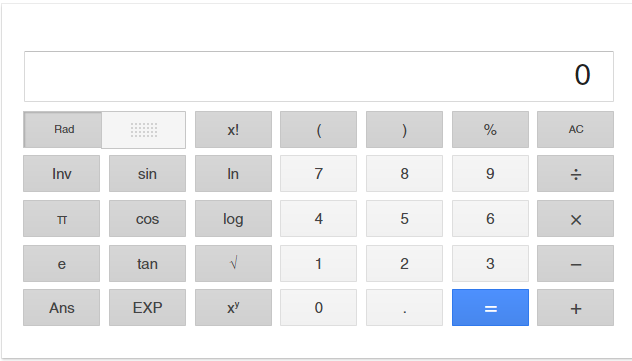 0
Rad x! ( ) % AC
Inv sin ln 7 8 9 ÷
π cos log 4 5 6 ×
e tan √ 1 2 3 −
Ans EXP xʸ 0 . = +